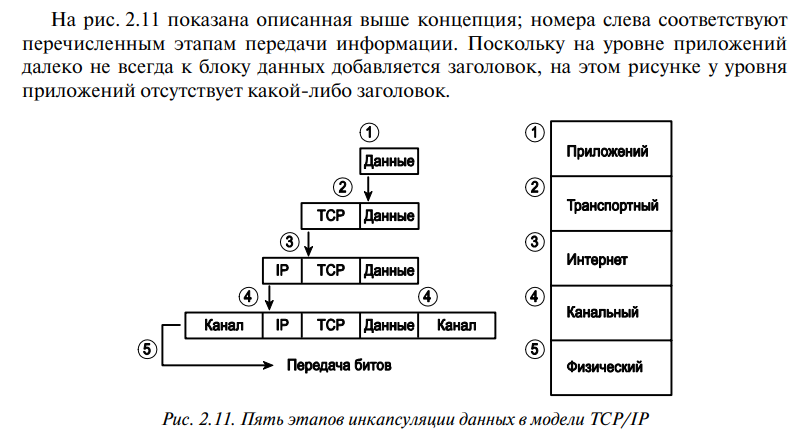 На рис. 2.11 показана описанная выше концепция; номера слева соответствуют
перечисленным этапам передачи информации. Поскольку на уровне приложений
далеко не всегда к блоку данных добавляется заголовок, на этом рисунке у уровня
приложений отсутствует какой-либо заголовок.
1
Данные
2
TCP Данные
3
IP TCP Данные
4 4
Канал IP TCP Данные Канал
5
Передача битов
1 Приложений
2 Транспортный
3 Интернет
4 Канальный
5 Физический
Рис. 2.11. Пять этапов инкапсуляции данных в модели TCP/IP